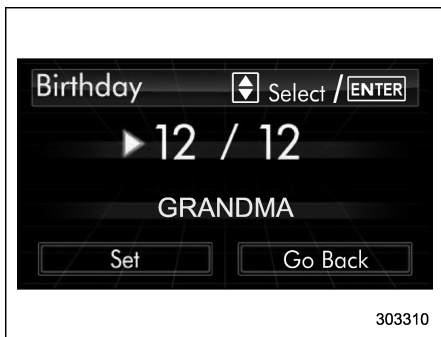 Birthday Select / ENTER
12 / 12
GRANDMA
Set Go Back
303310